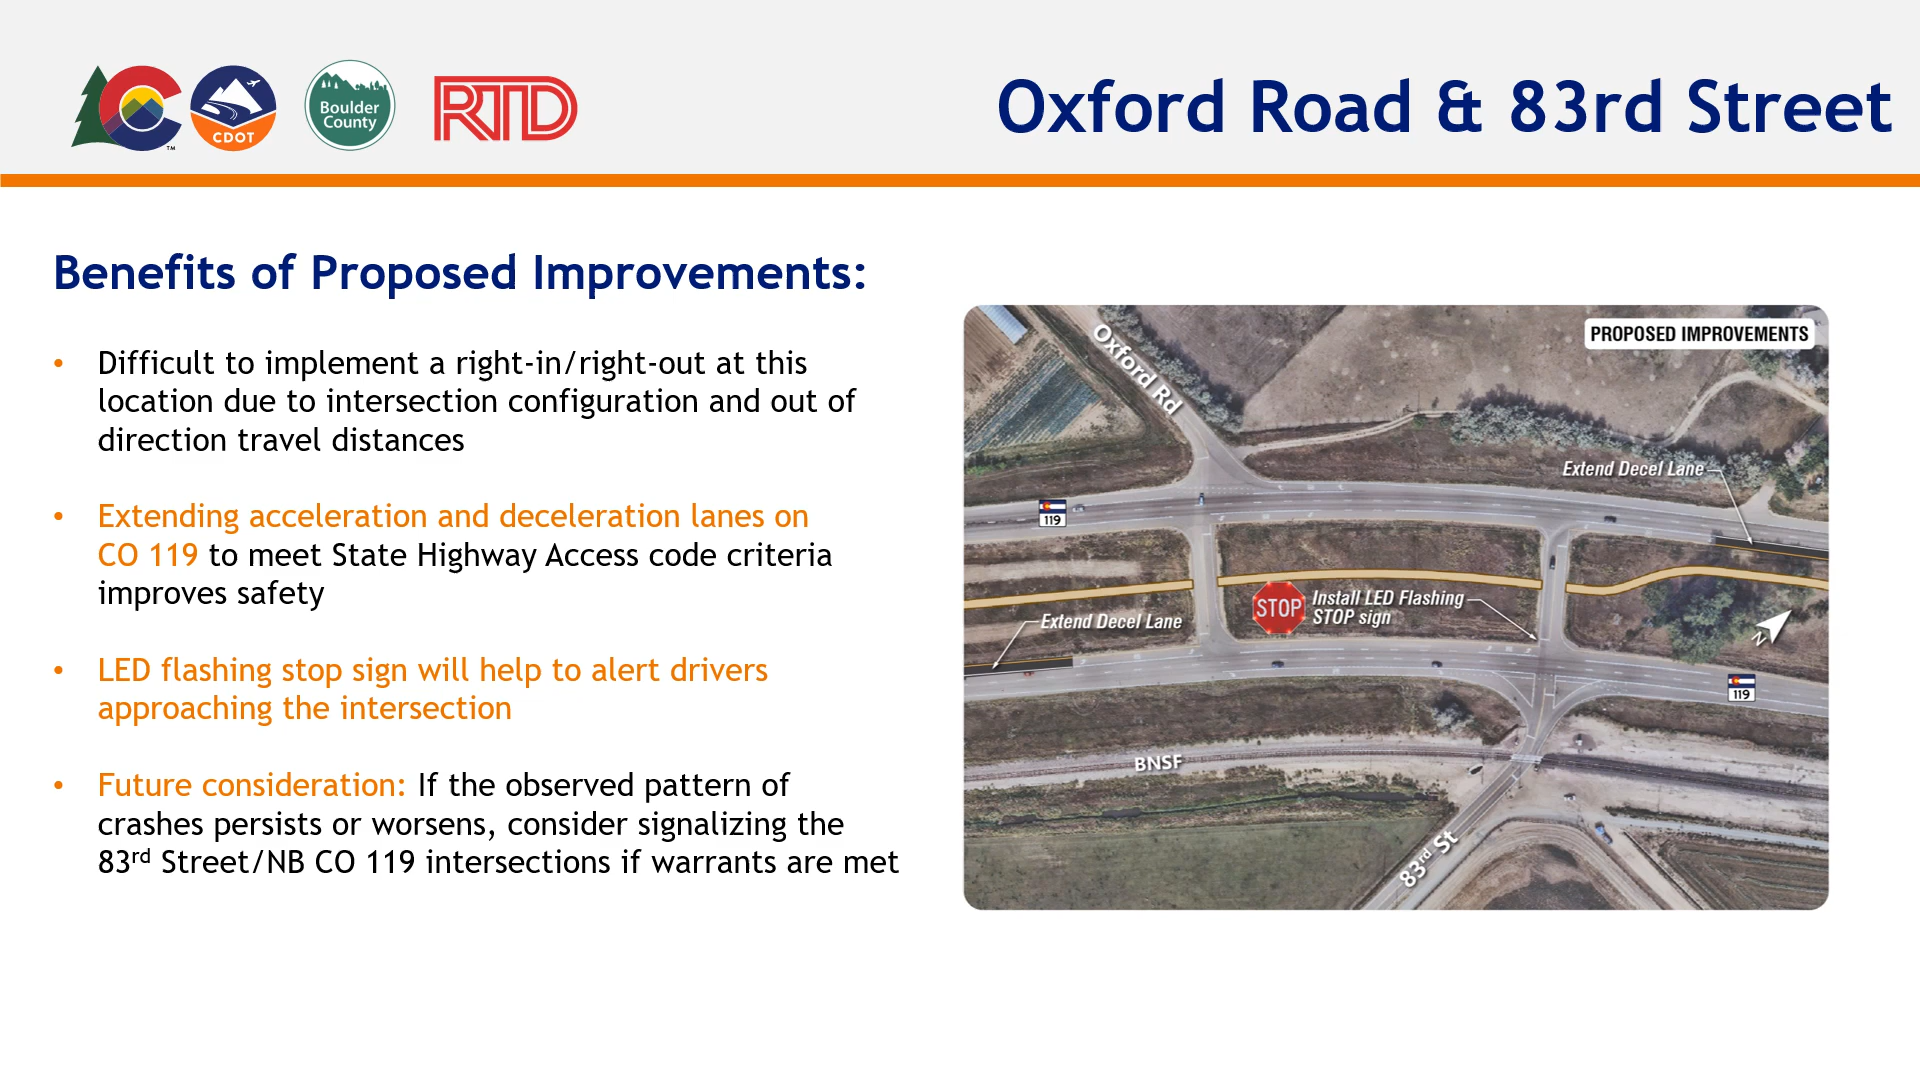 TM
CDOT
Boulder
County
RTD
Oxford Road & 83rd Street
Benefits of Proposed Improvements:
• Difficult to implement a right-in/right-out at this
location due to intersection configuration and out of
direction travel distances
• Extending acceleration and deceleration lanes on
CO 119 to meet State Highway Access code criteria
improves safety
• LED flashing stop sign will help to alert drivers
approaching the intersection
• Future consideration: If the observed pattern of
crashes persists or worsens, consider signalizing the
83rd Street/NB CO 119 intersections if warrants are met
PROPOSED IMPROVEMENTS
Oxford Rd
Extend Decel Lane
119
STOP
Install LED Flashing
STOP sign
Extend Decel Lane
N
119
BNSF
83rd St